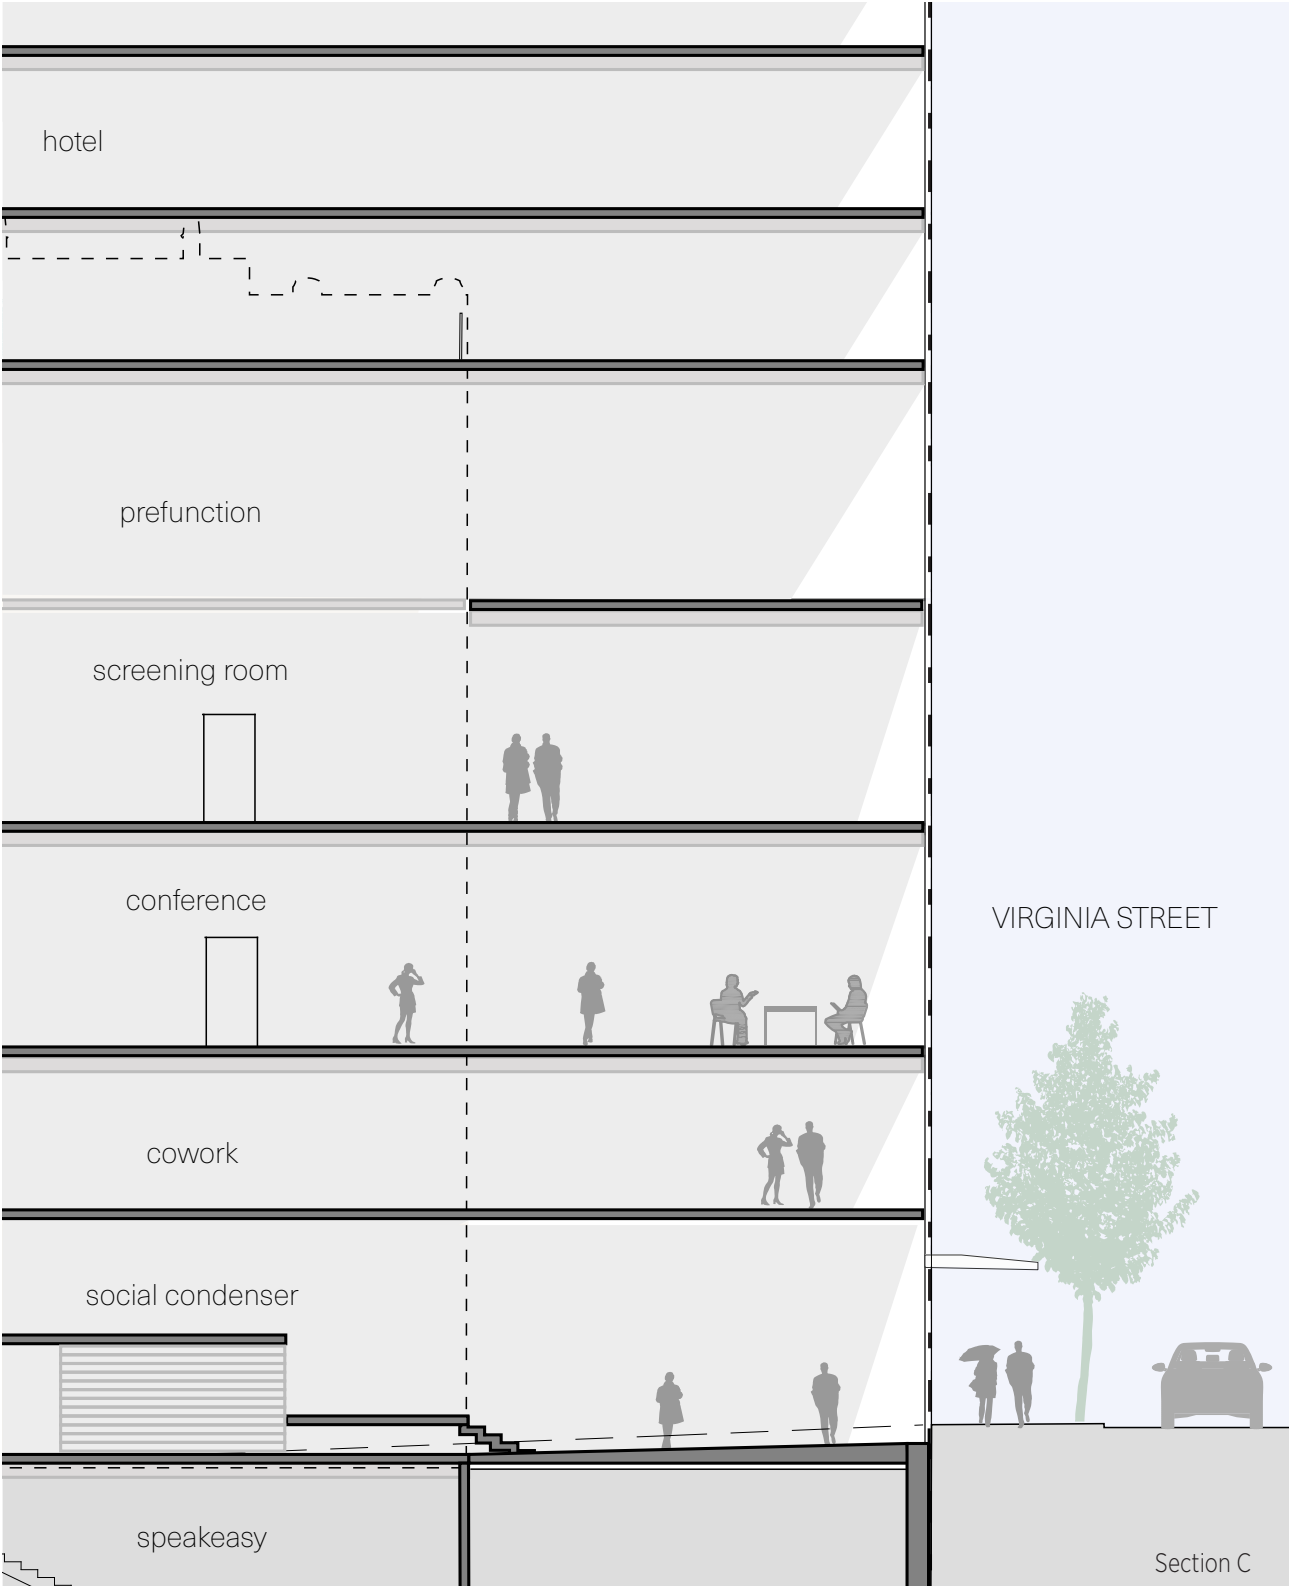 hotel
prefunction
screening room
conference
VIRGINIA STREET
cowork
social condenser
speakeasy
Section C